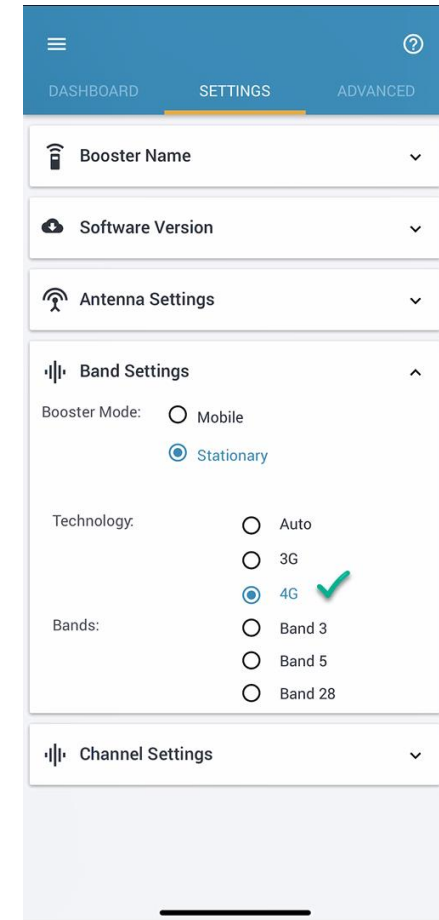 DASHBOARD SETTINGS ADVANCED
Booster Name
Software Version
Antenna Settings
Band Settings
Booster Mode: Mobile
Stationary
Technology: Auto
3G
4G
Bands: Band 3
Band 5
Band 28
Channel Settings